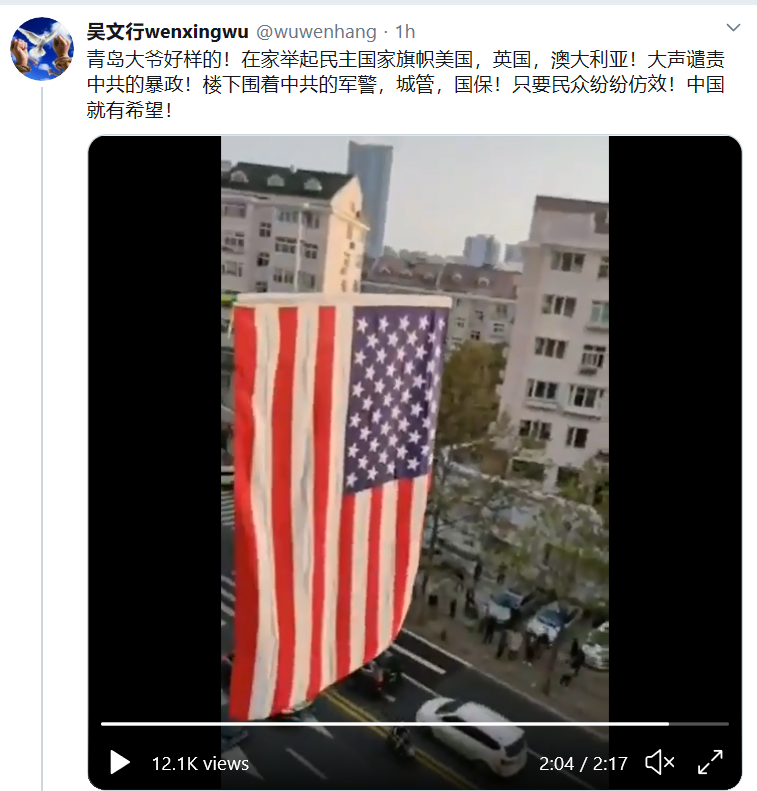 吴文行wenxingwu @wuwenhang · 1h
青岛大爷好样的！在家举起民主国家旗帜美国，英国，澳大利亚！大声谴责
中共的暴政！楼下围着中共的军警，城管，国保！只要民众纷纷仿效！中国
就有希望！
12.1K views
2:04 / 2:17